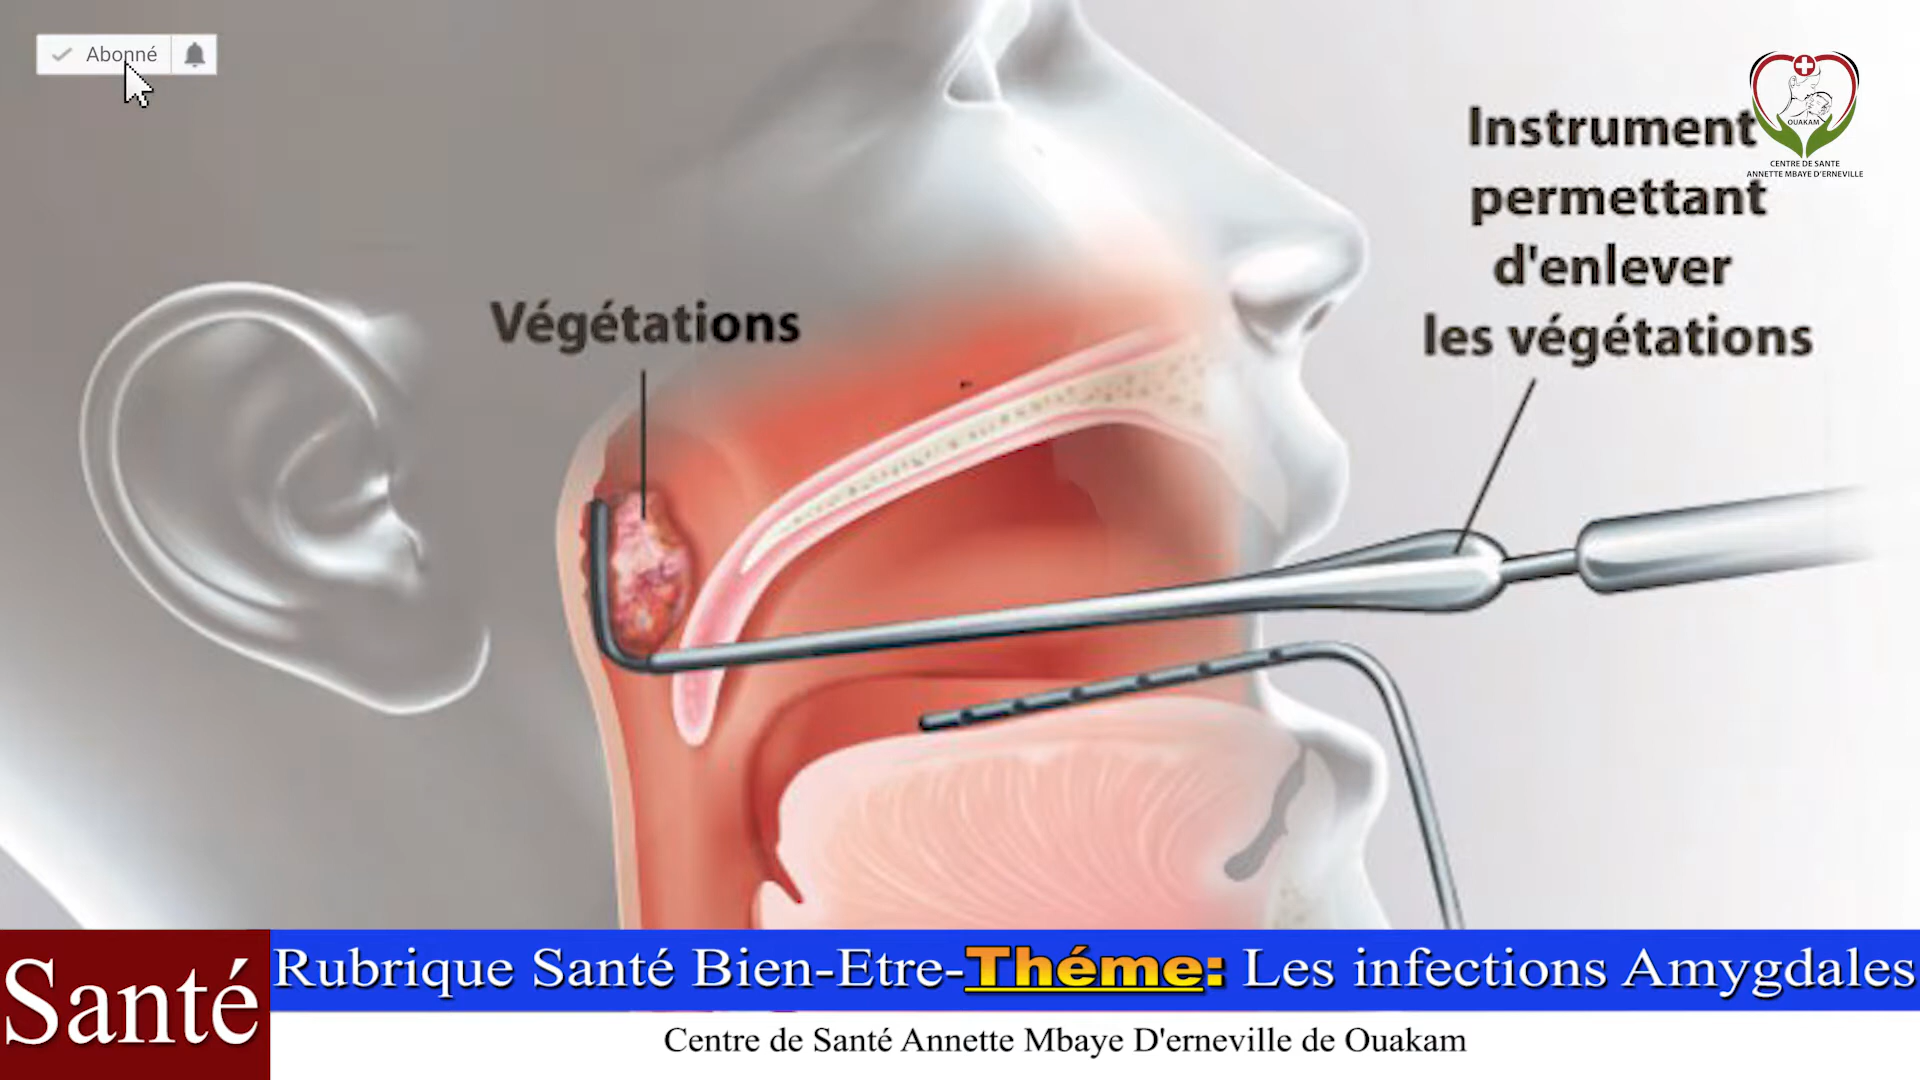 Abonné
OUAKAM
CENTRE DE SANTE
ANNETTE MBAYE D'ERNEVILLE
Instrument
permettant
d'enlever
les végétations
Végétations
Santé
Rubrique Santé Bien-Etre-Théme: Les infections Amygdales
Centre de Santé Annette Mbaye D'erneville de Ouakam